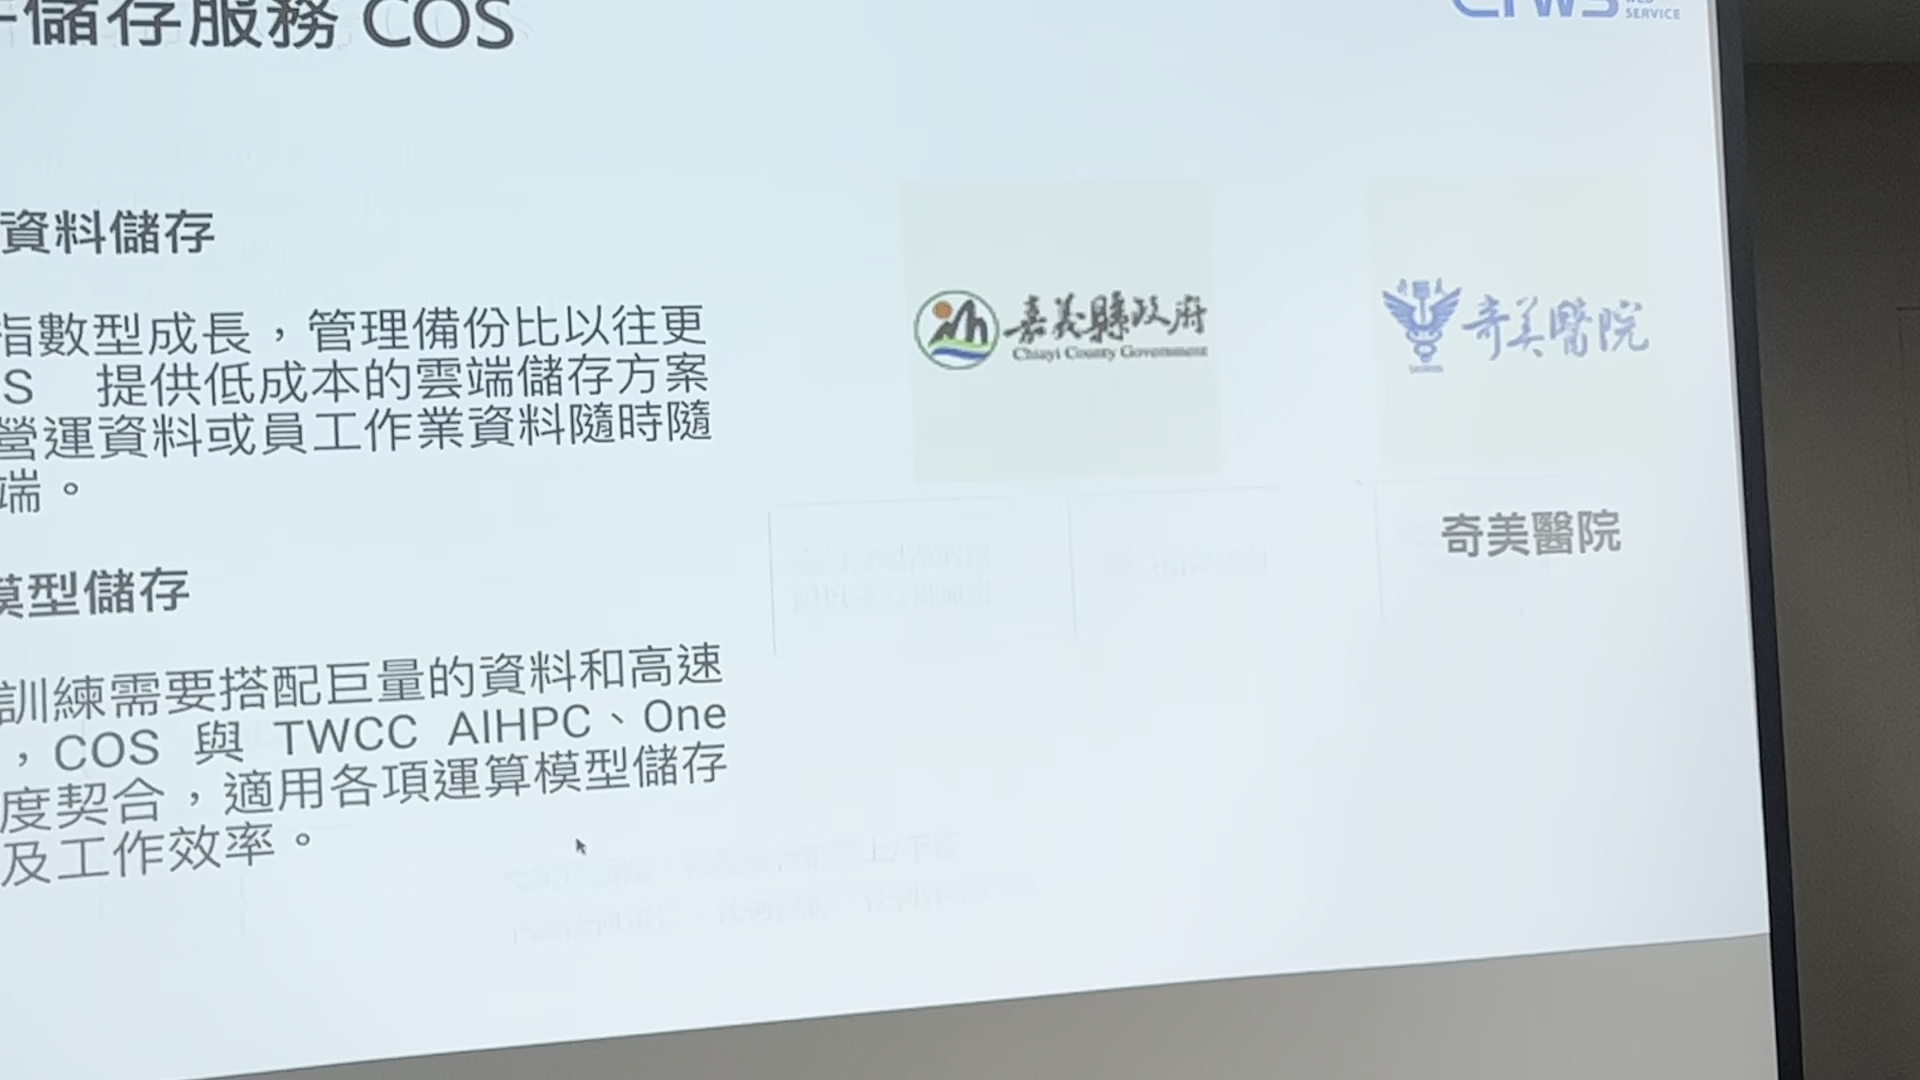 儲存服務 COS
SERVICE
資料儲存
指數型成長，管理備份比以往更
S 提供低成本的雲端儲存方案
營運資料或員工作業資料隨時隨
端。
嘉義縣政府
Chiayi County Government
奇美醫院
奇美醫院
模型儲存
訓練需要搭配巨量的資料和高速
，COS 與 TWCC AIHPC、One
度契合，適用各項運算模型儲存
及工作效率。